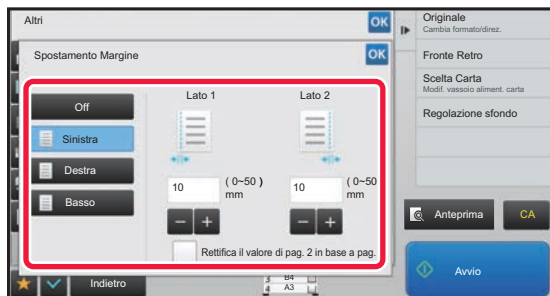 Altri
OK
Spostamento Margine
OK
Off
Sinistra
Destra
Basso
Lato 1
Lato 2
10
( 0~50 )
mm
10
( 0~50
mm
Rettifica il valore di pag. 2 in base a pag.
Indietro
B4
4 A3
Originale
Cambia formato/direz.
Fronte Retro
Scelta Carta
Modif. vassoio aliment. carta
Regolazione sfondo
Anteprima
CA
Avvio